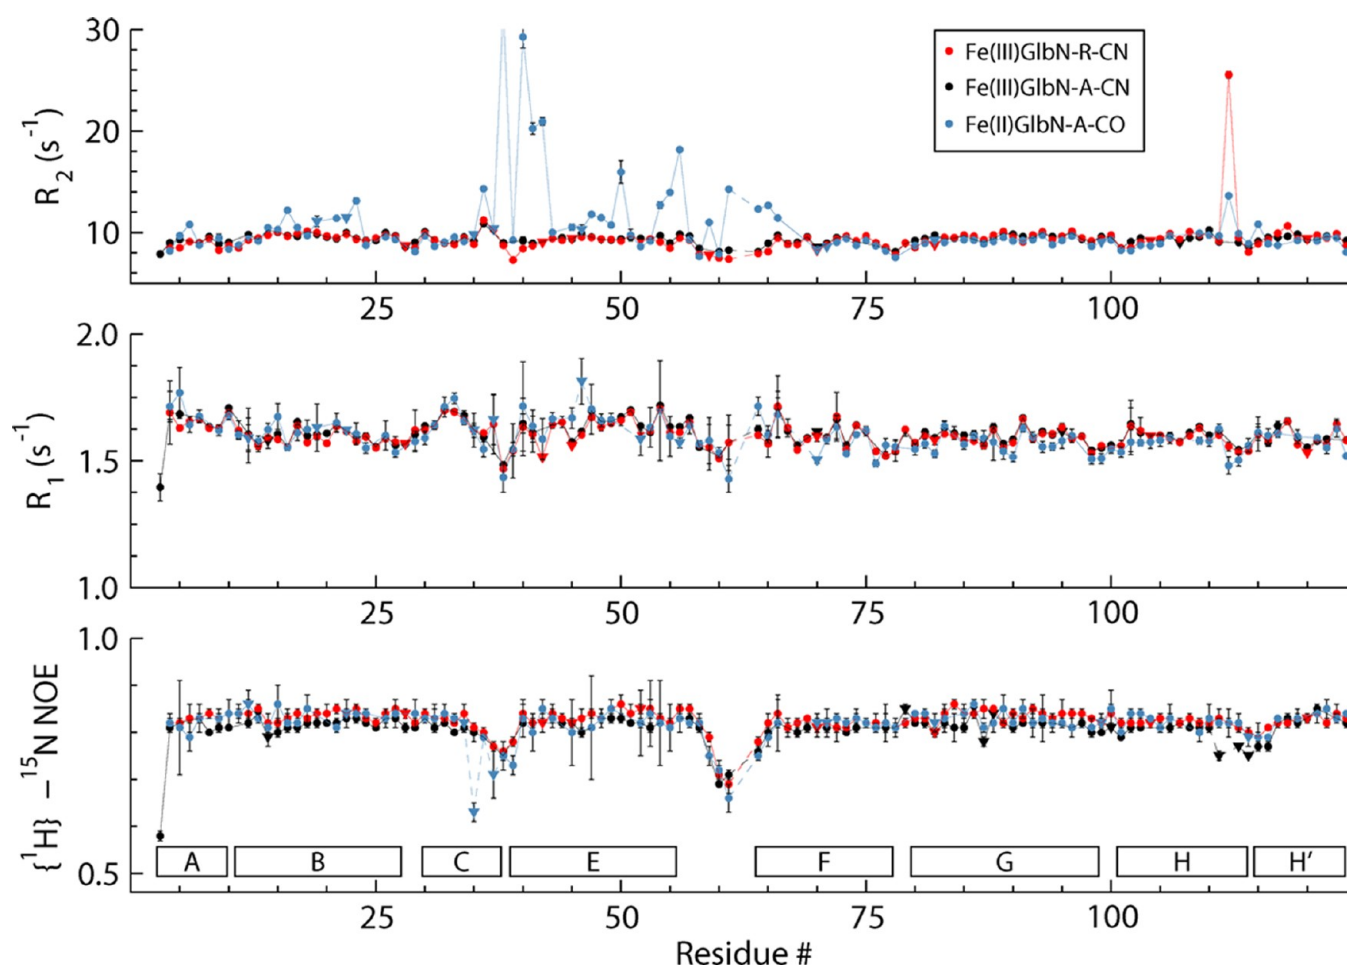 30
20
10
R2 (s-1)
Fe(III)GlbN-R-CN
Fe(III)GlbN-A-CN
Fe(II)GlbN-A-CO
25 50 75 100
2.0
1.5
1.0
R1 (s-1)
25 50 75 100
1.0
0.5
{1H} – 15N NOE
A B C E F G H H′
25 50 75 100
Residue #